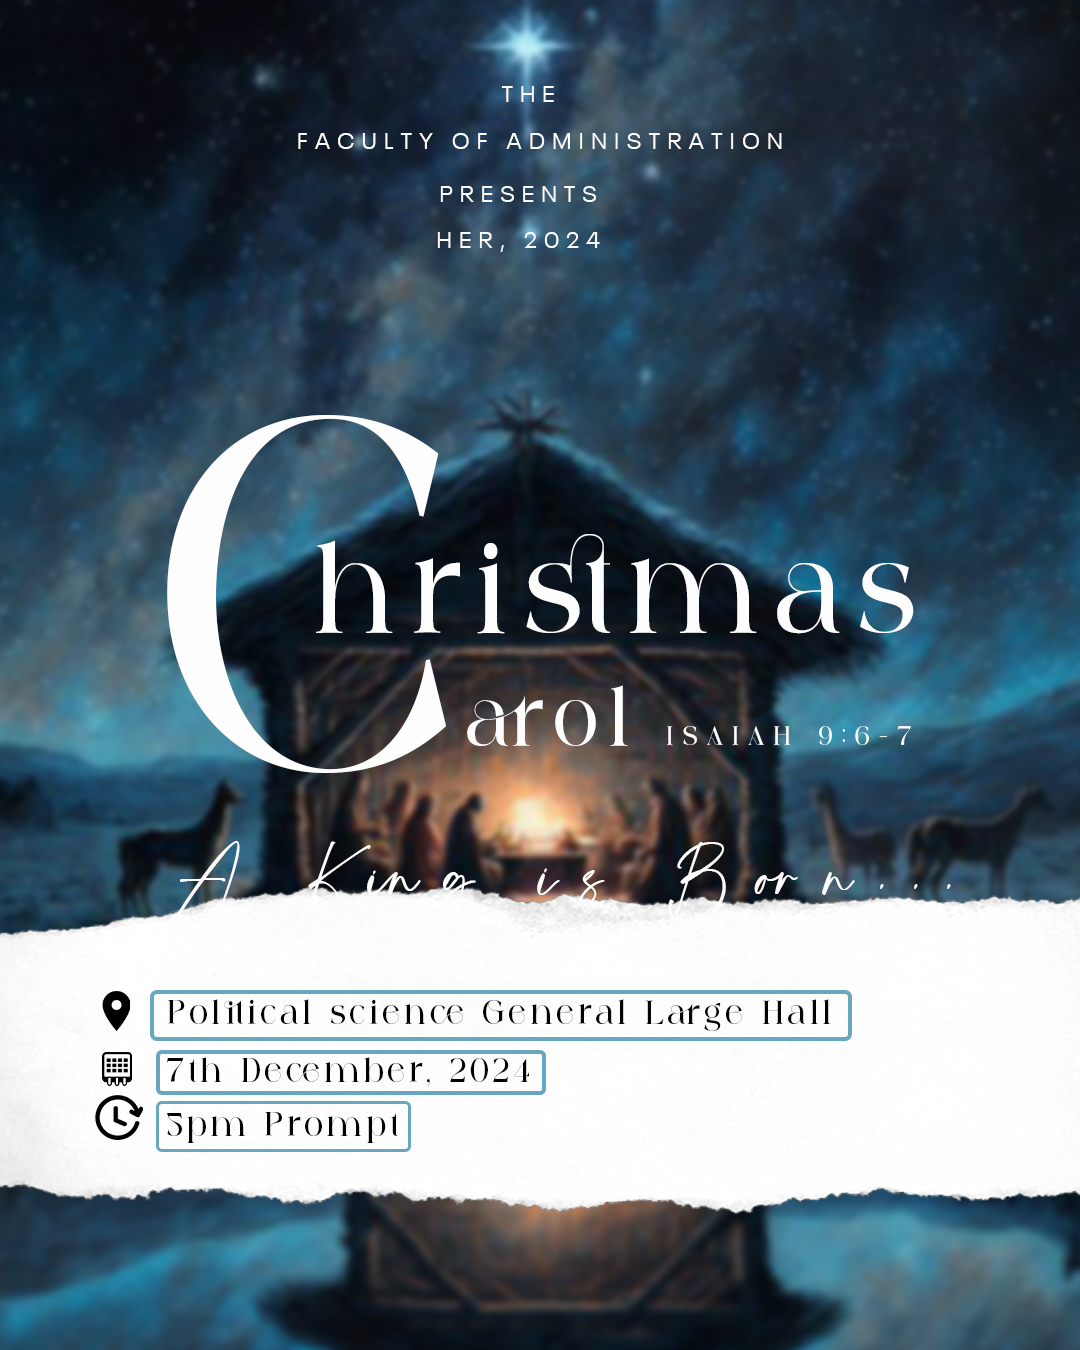 THE
FACULTY OF ADMINISTRATION
PRESENTS
HER, 2024
Christmas
Carol ISAIAH 9:6-7
A King is Born...
Political science General Large Hall
7th December, 2024
5pm Prompt